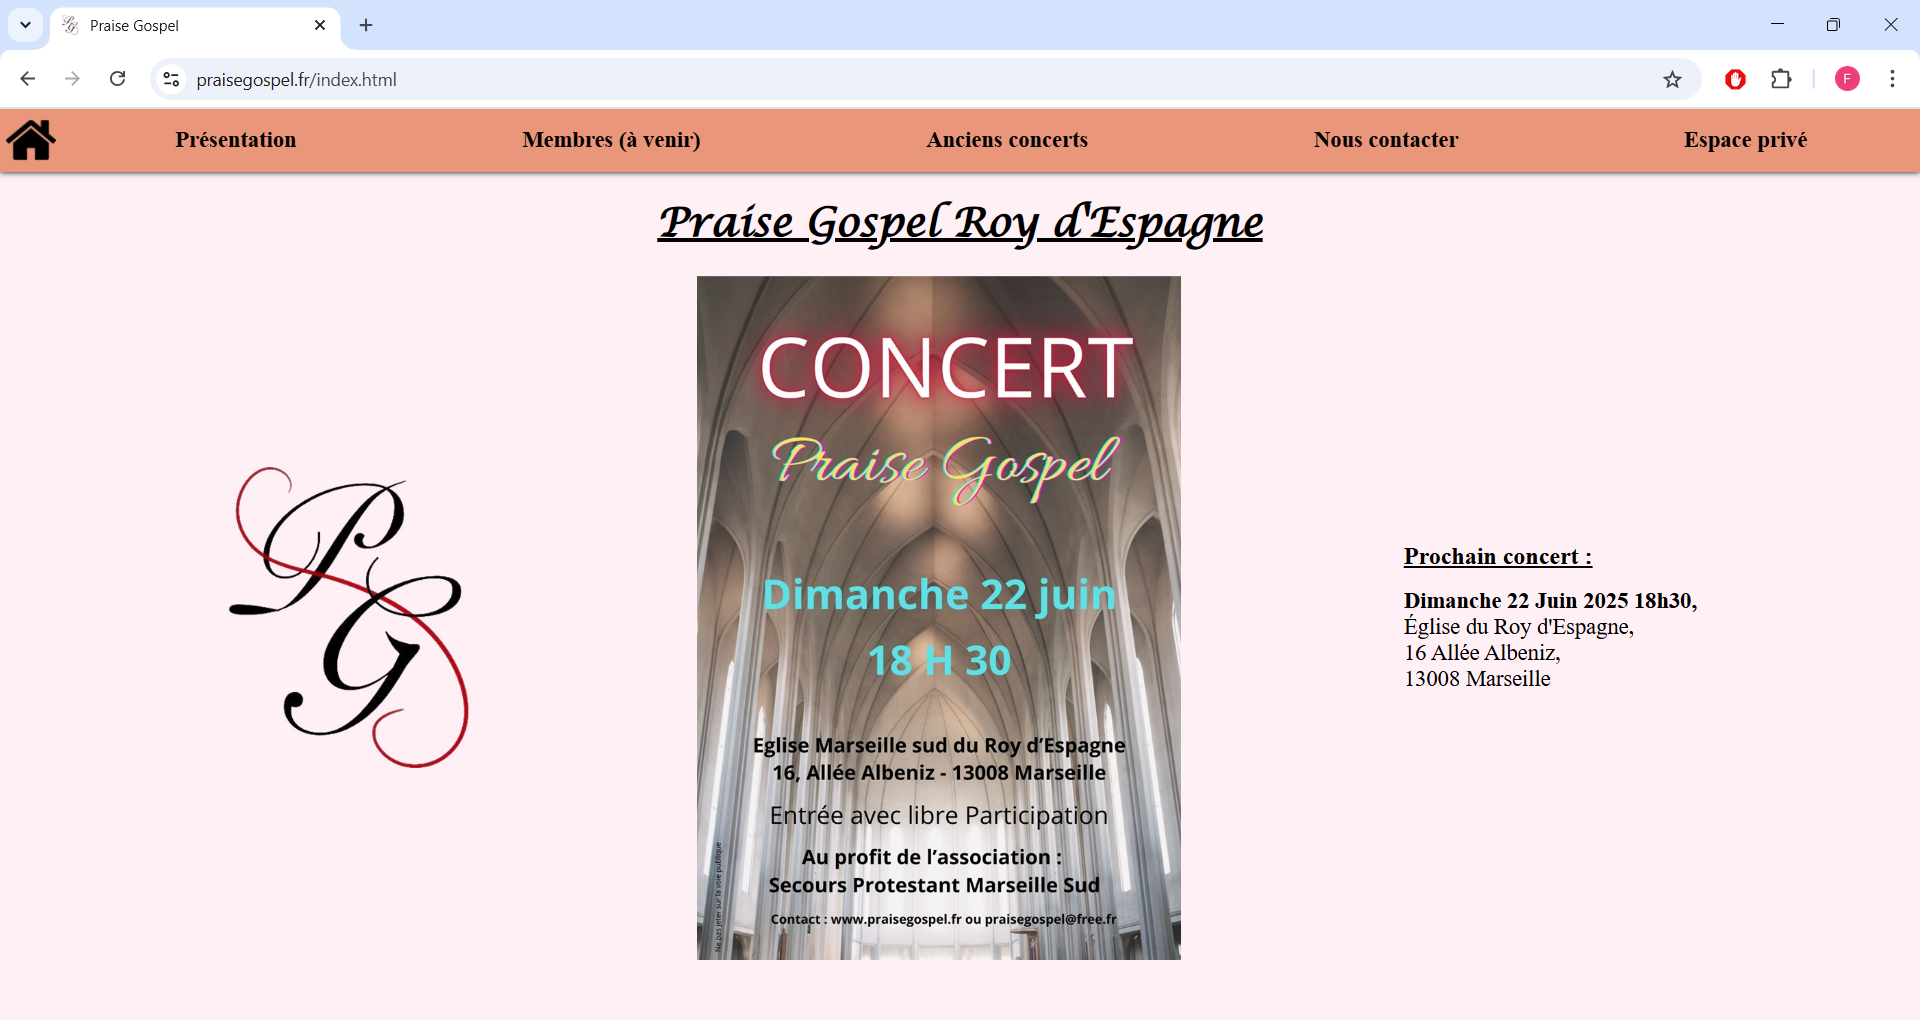 Praise Gospel
praisegospel.fr/index.html
F
Présentation
Membres (à venir)
Anciens concerts
Nous contacter
Espace privé
Praise Gospel Roy d'Espagne
PG
CONCERT
Praise Gospel
Dimanche 22 juin
18 H 30
Eglise Marseille sud du Roy d’Espagne
16, Allée Albeniz - 13008 Marseille
Entrée avec libre Participation
Au profit de l’association :
Secours Protestant Marseille Sud
Contact : www.praisegospel.fr ou praisegospel@free.fr
Ne pas jeter sur la voie publique
Prochain concert :
Dimanche 22 Juin 2025 18h30,
Église du Roy d'Espagne,
16 Allée Albeniz,
13008 Marseille